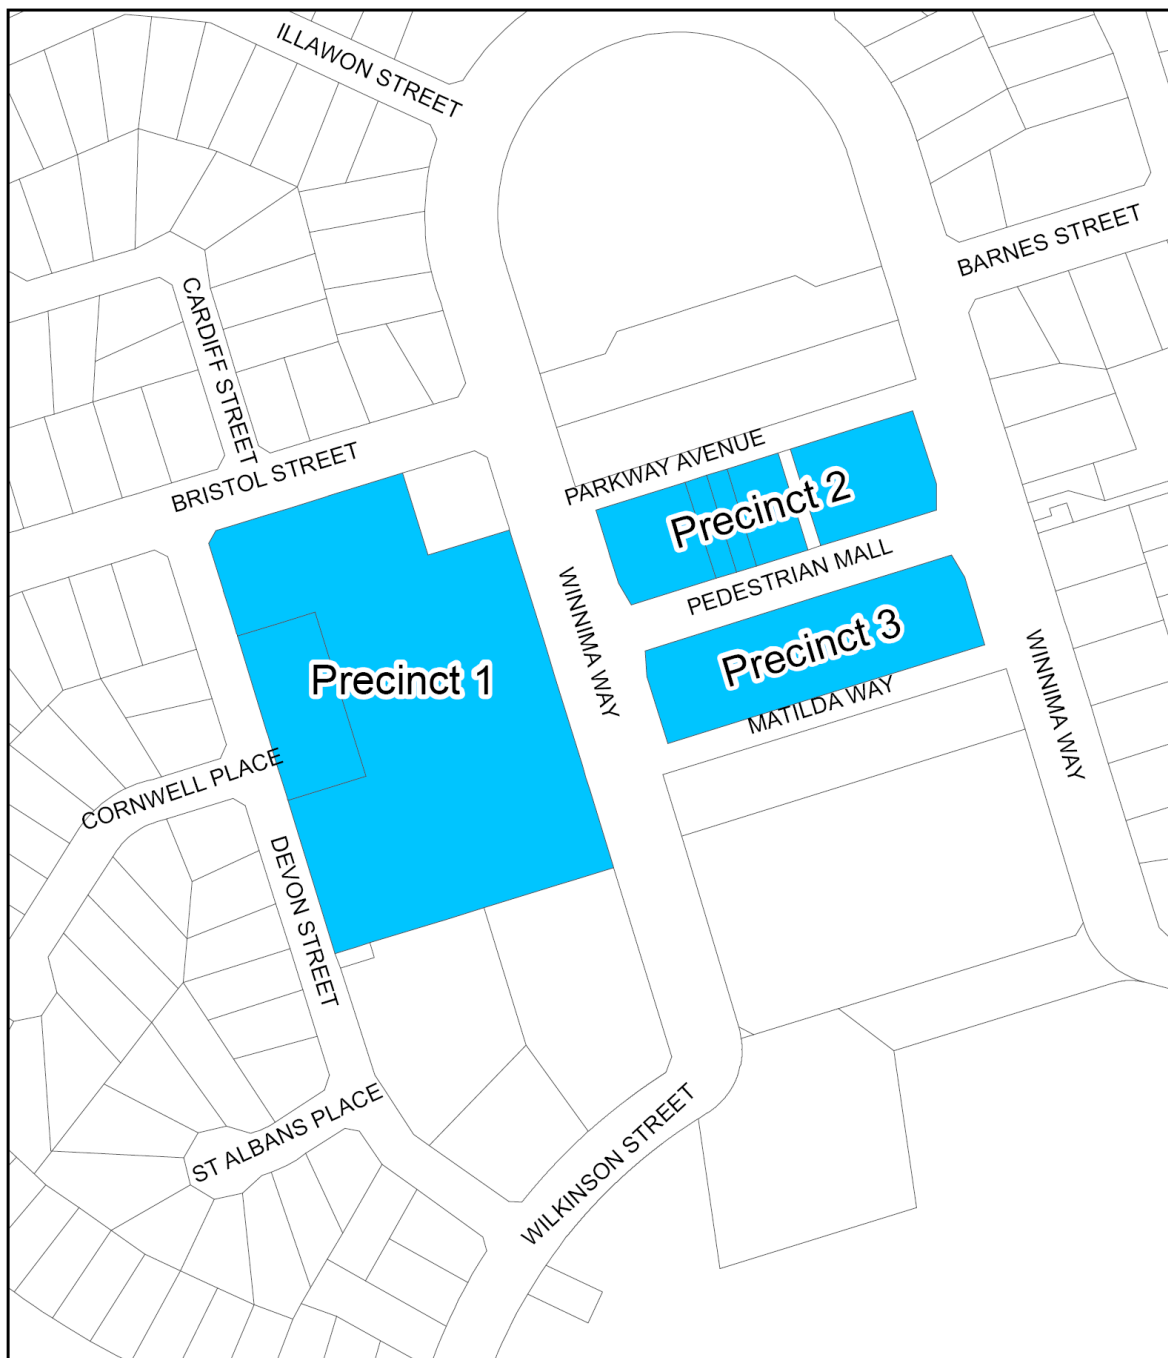 ILLAWON STREET
BARNES STREET
CARDIFF STREET
BRISTOL STREET
PARKWAY AVENUE
Precinct 2
PEDESTRIAN MALL
WINNIMA WAY
Precinct 3
Precinct 1
MATILDA WAY
WINNIMA WAY
CORNWELL PLACE
DEVON STREET
ST ALBANS PLACE
WILKINSON STREET